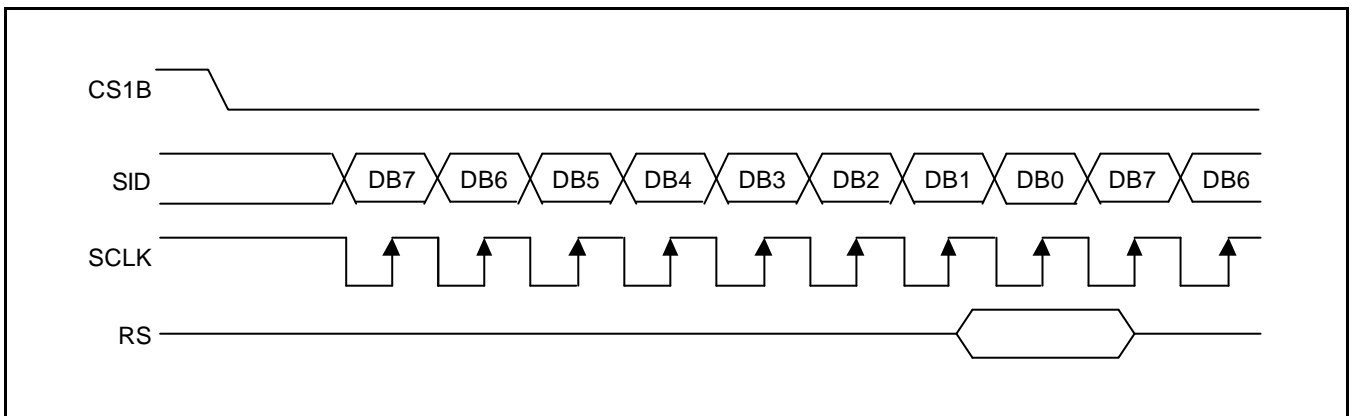 CS1B
SID DB7 DB6 DB5 DB4 DB3 DB2 DB1 DB0 DB7 DB6
SCLK
RS